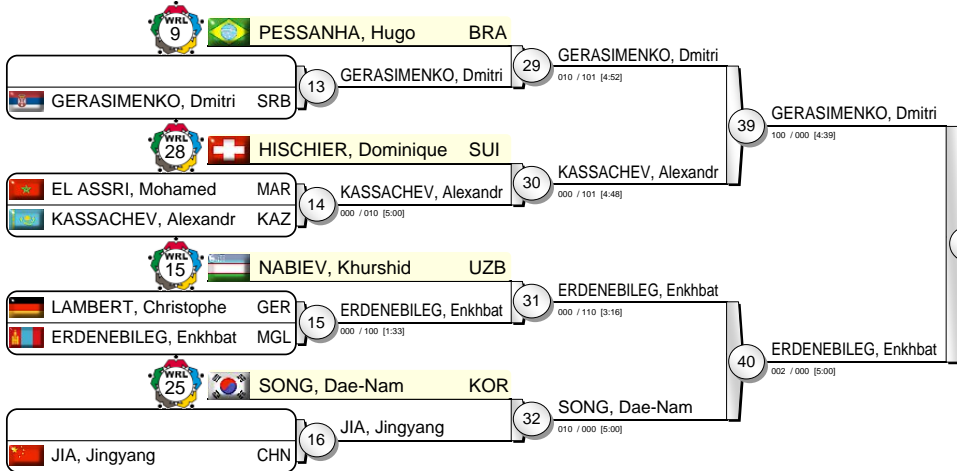 WRL
9
PESSANHA, Hugo BRA
29
GERASIMENKO, Dmitri
010 / 101 [4:52]
13
GERASIMENKO, Dmitri
GERASIMENKO, Dmitri SRB
39
GERASIMENKO, Dmitri
100 / 000 [4:39]
WRL
28
HISCHIER, Dominique SUI
30
KASSACHEV, Alexandr
000 / 101 [4:48]
EL ASSRI, Mohamed MAR
14
KASSACHEV, Alexandr
000 / 010 [5:00]
KASSACHEV, Alexandr KAZ
WRL
15
NABIEV, Khurshid UZB
31
ERDENEBILEG, Enkhbat
000 / 110 [3:16]
LAMBERT, Christophe GER
15
ERDENEBILEG, Enkhbat
000 / 100 [1:33]
ERDENEBILEG, Enkhbat MGL
40
ERDENEBILEG, Enkhbat
002 / 000 [5:00]
WRL
25
SONG, Dae-Nam KOR
32
SONG, Dae-Nam
010 / 000 [5:00]
16
JIA, Jingyang
JIA, Jingyang CHN